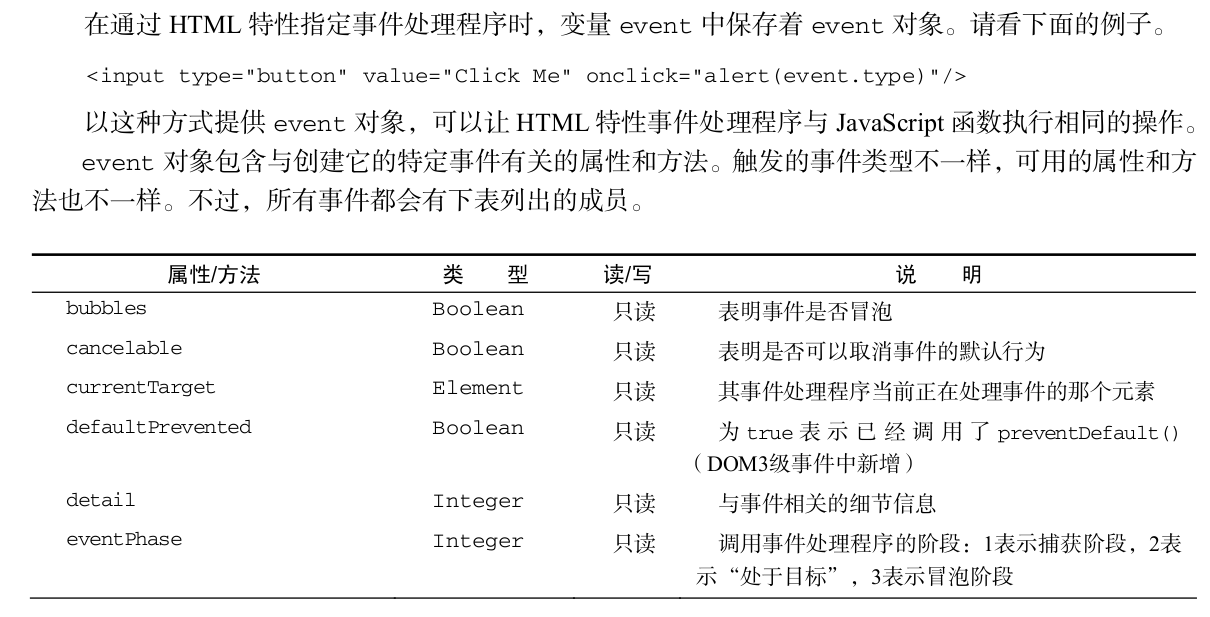 在通过 HTML 特性指定事件处理程序时，变量 event 中保存着 event 对象。请看下面的例子。
<input type="button" value="Click Me" onclick="alert(event.type)"/>
以这种方式提供 event 对象，可以让 HTML 特性事件处理程序与 JavaScript 函数执行相同的操作。
event 对象包含与创建它的特定事件有关的属性和方法。触发的事件类型不一样，可用的属性和方
法也不一样。不过，所有事件都会有下表列出的成员。
属性/方法 类 型 读/写 说 明
bubbles Boolean 只读 表明事件是否冒泡
cancelable Boolean 只读 表明是否可以取消事件的默认行为
currentTarget Element 只读 其事件处理程序当前正在处理事件的那个元素
defaultPrevented Boolean 只读 为 true 表示已经调用了 preventDefault()
（DOM3级事件中新增）
detail Integer 只读 与事件相关的细节信息
eventPhase Integer 只读 调用事件处理程序的阶段：1表示捕获阶段，2表
示“处于目标”，3表示冒泡阶段